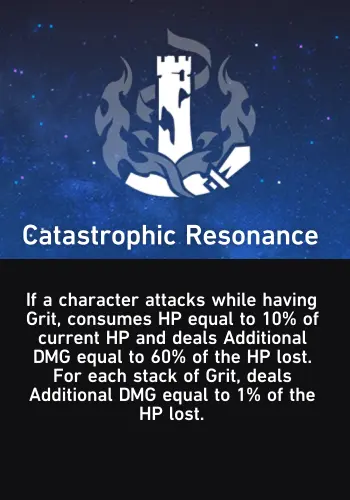 Catastrophic Resonance
If a character attacks while having
Grit, consumes HP equal to 10% of
current HP and deals Additional
DMG equal to 60% of the HP lost.
For each stack of Grit, deals
Additional DMG equal to 1% of the
HP lost.